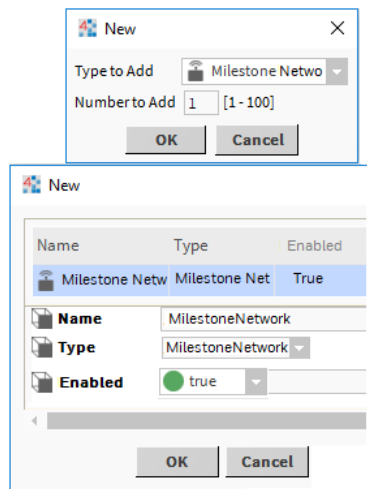 New
Type to Add Milestone Netwo
Number to Add 1 [1 - 100]
OK Cancel
New
Name Type Enabled
Milestone Netw Milestone Net True
Name MilestoneNetwork
Type MilestoneNetwork
Enabled true
OK Cancel